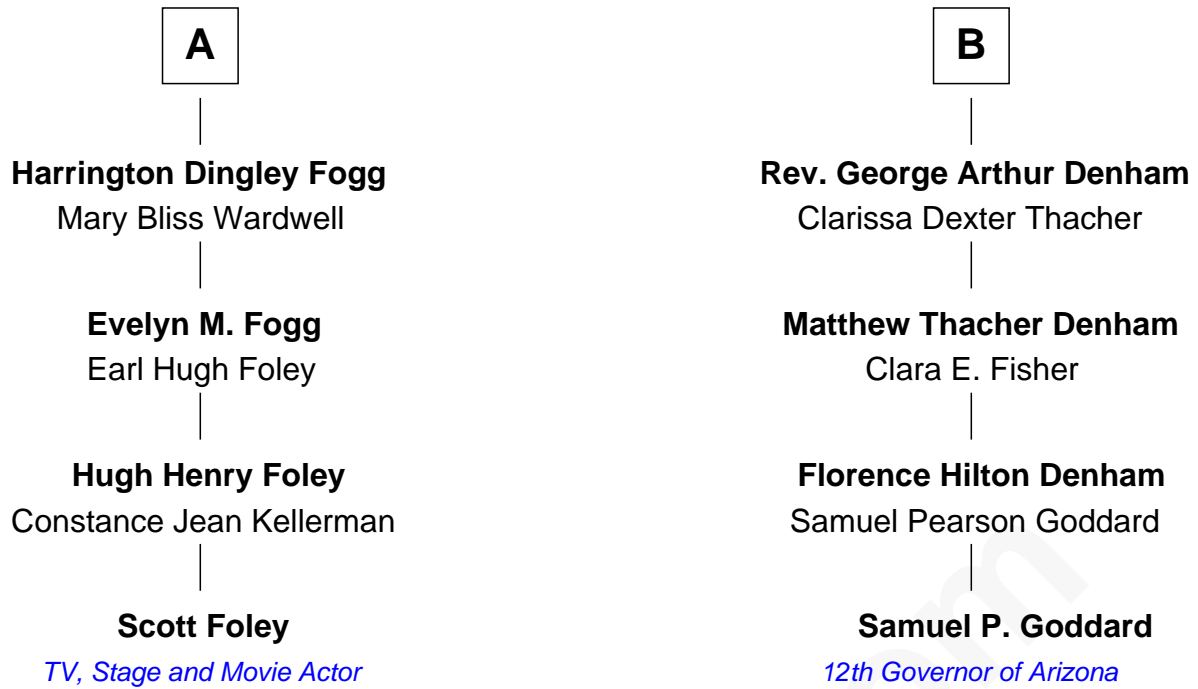 A
Harrington Dingley Fogg
Mary Bliss Wardwell
Evelyn M. Fogg
Earl Hugh Foley
Hugh Henry Foley
Constance Jean Kellerman
Scott Foley
TV, Stage and Movie Actor
B
Rev. George Arthur Denham
Clarissa Dexter Thacher
Matthew Thacher Denham
Clara E. Fisher
Florence Hilton Denham
Samuel Pearson Goddard
Samuel P. Goddard
12th Governor of Arizona
om